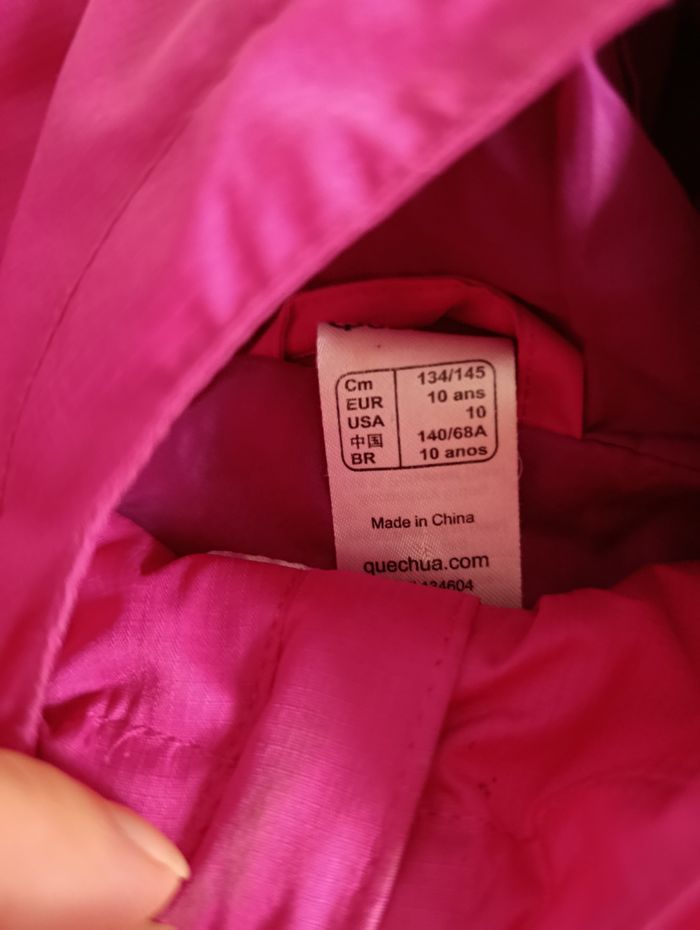 Cm 134/145
EUR 10 ans
USA 10
中国 140/68A
BR 10 anos
Made in China
quechua.com